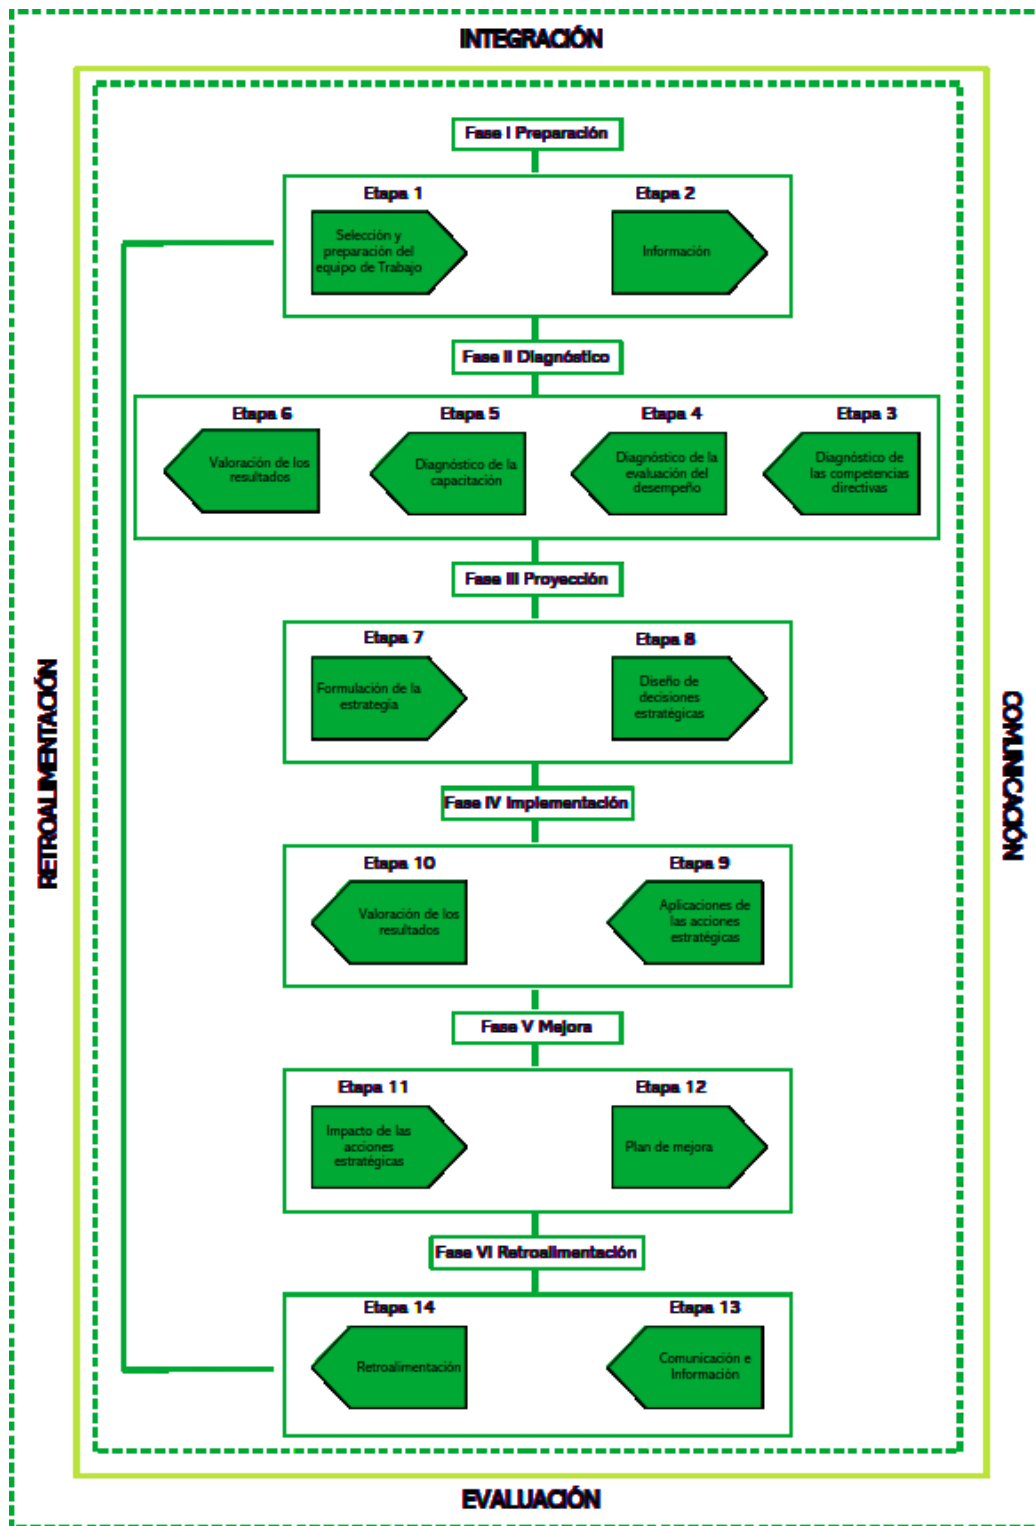 INTEGRACIÓN
Fase I Preparación
Etapa 1
Etapa 2
Selección y
preparación del
equipo de Trabajo
Información
Fase II Diagnóstico
Etapa 6
Etapa 5
Etapa 4
Etapa 3
Valoración de los
resultados
Diagnóstico de la
capacitación
Diagnóstico de la
evaluación del
desempeño
Diagnóstico de
las competencias
directivas
Fase III Proyección
Etapa 7
Etapa 8
Formulación de la
estrategia
Diseño de
decisiones
estratégicas
RETROALIMENTACIÓN
COMUNICACIÓN
Fase IV Implementación
Etapa 10
Etapa 9
Valoración de los
resultados
Aplicaciones de
las acciones
estratégicas
Fase V Mejora
Etapa 11
Etapa 12
Impacto de las
acciones
estratégicas
Plan de mejora
Fase VI Retroalimentación
Etapa 14
Etapa 13
Retroalimentación
Comunicación e
Información
EVALUACIÓN